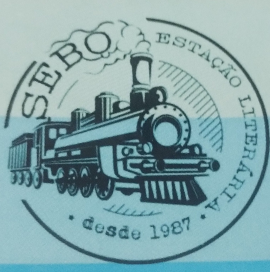 SEBO
ESTAÇÃO LITERÁRIA
· desde 1987 ·